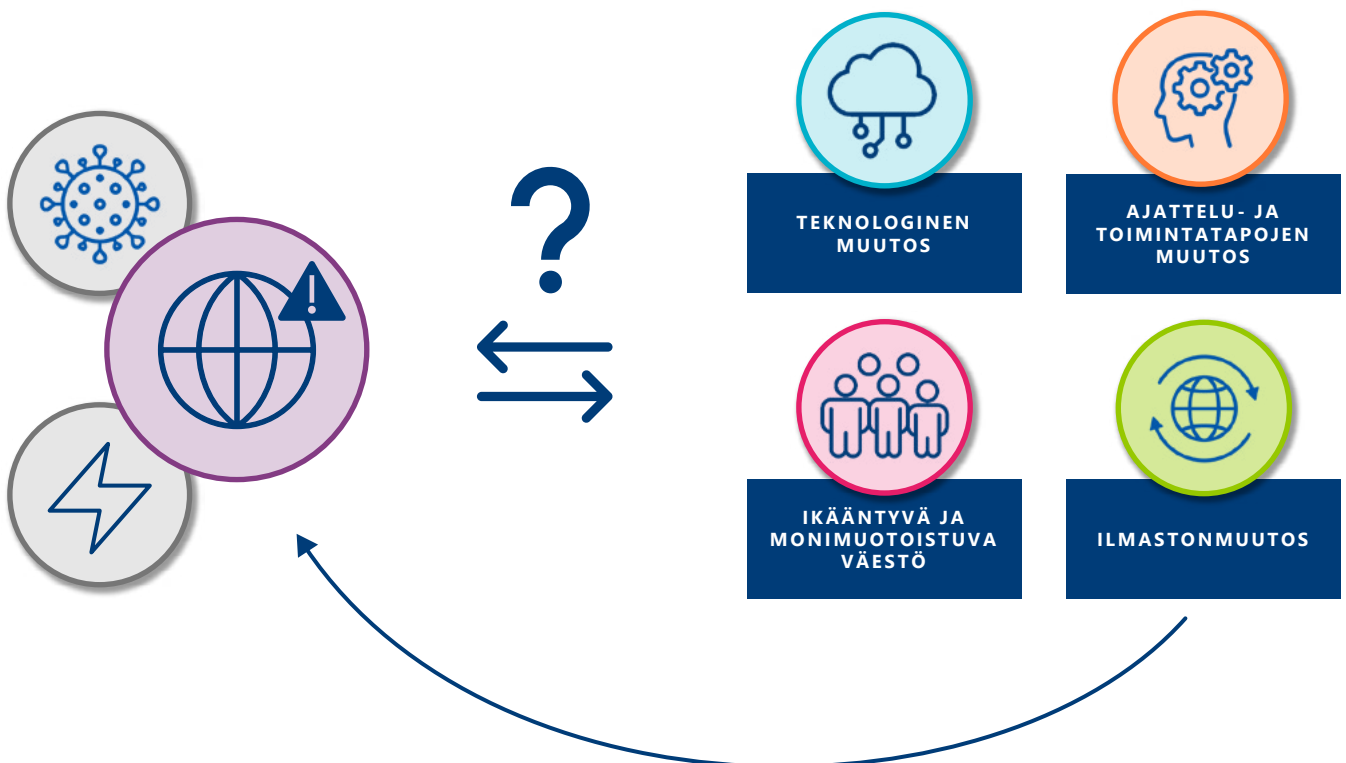 ?
TEKNOLOGINEN
MUUTOS
AJATTELU- JA
TOIMINTATAPOJEN
MUUTOS
IKÄÄNTYVÄ JA
MONIMUOTOISTUVA
VÄESTÖ
ILMASTONMUUTOS